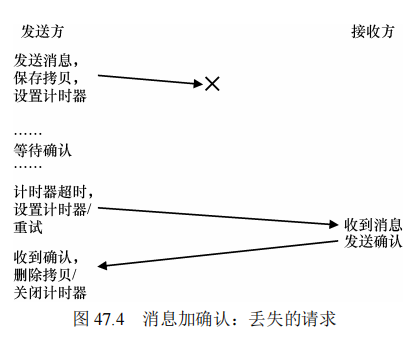 发送方
接收方
发送消息，
保存拷贝，
设置计时器
……
等待确认
……
计时器超时，
设置计时器/
重试
收到消息
发送确认
收到确认，
删除拷贝/
关闭计时器
图 47.4 消息加确认：丢失的请求